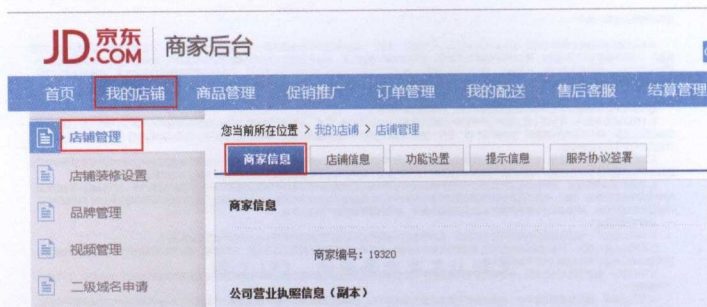 JD.COM 京东 商家后台
首页 我的店铺 商品管理 促销推广 订单管理 我的配送 售后客服 结算管理
店铺管理
店铺装修设置
品牌管理
视频管理
二级域名申请
您当前所在位置 > 我的店铺 > 店铺管理
商家信息 店铺信息 功能设置 提示信息 服务协议签署
商家信息
商家编号：19320
公司营业执照信息（副本）